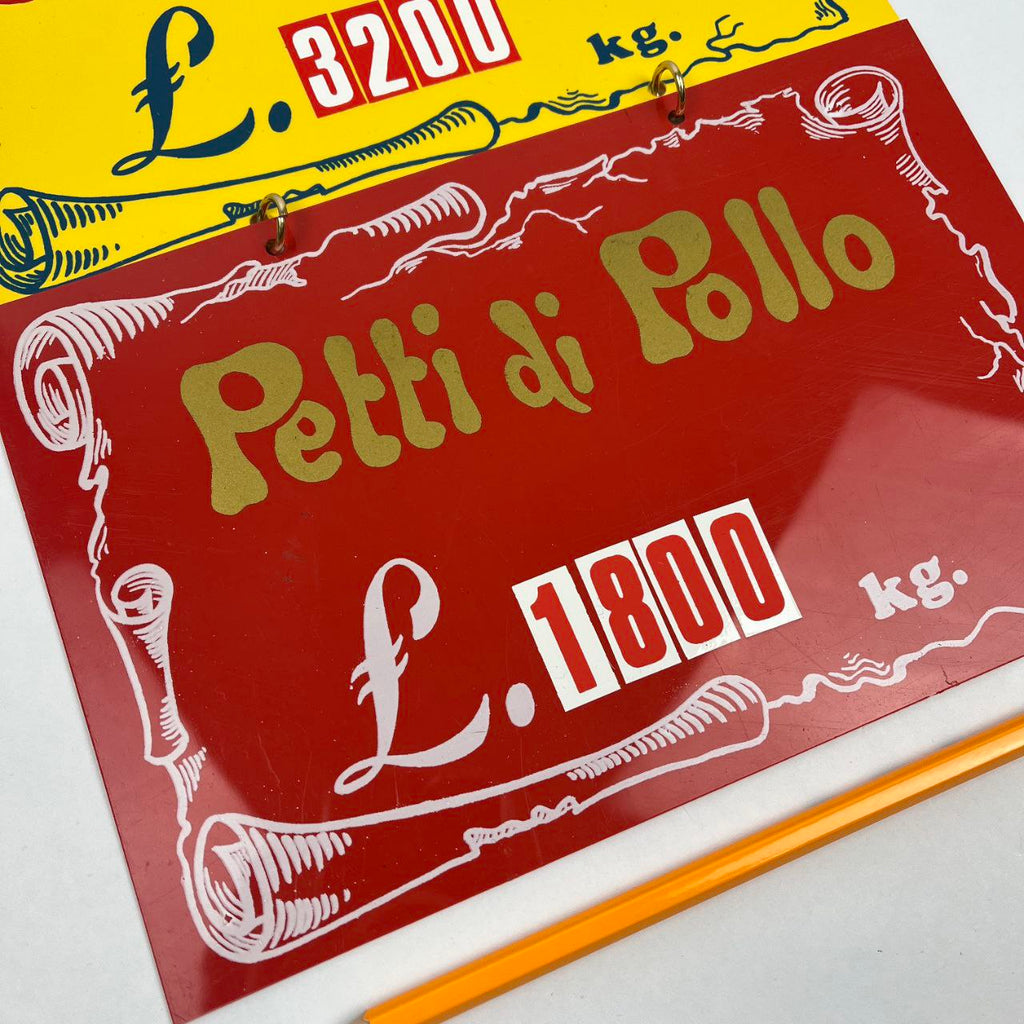 £. 3200 kg.
Petti di Pollo
£. 1800 kg.